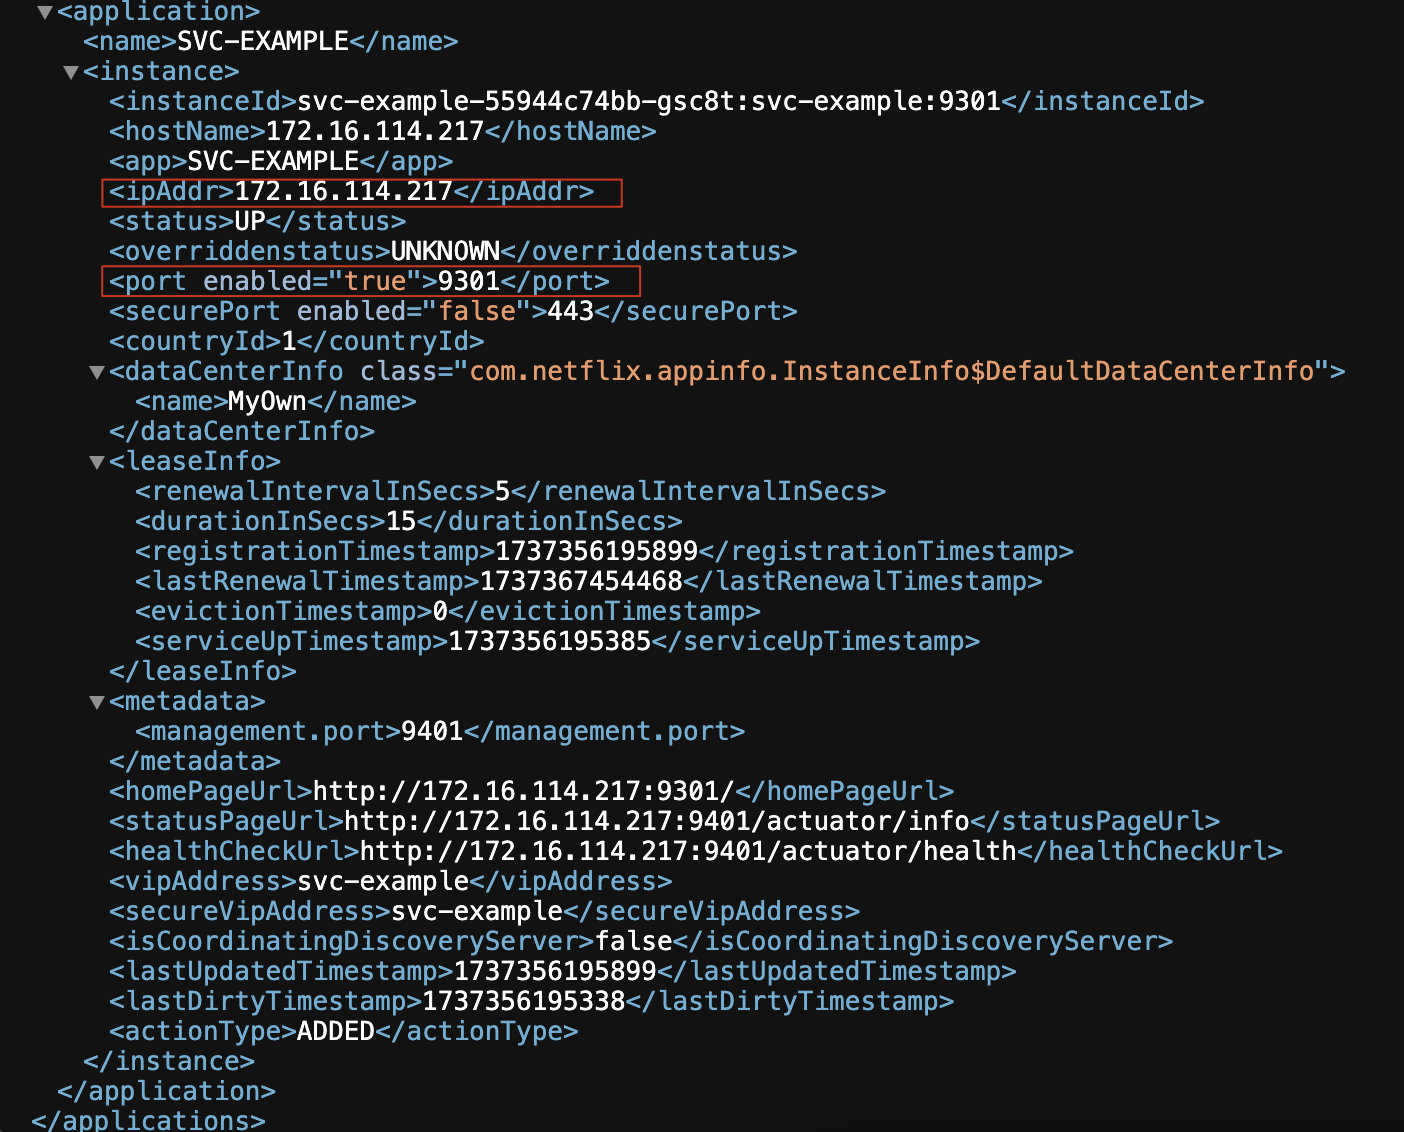 <application>
<name>SVC-EXAMPLE</name>
<instance>
<instanceId>svc-example-55944c74bb-gsc8t:svc-example:9301</instanceId>
<hostName>172.16.114.217</hostName>
<app>SVC-EXAMPLE</app>
<ipAddr>172.16.114.217</ipAddr>
<status>UP</status>
<overriddenstatus>UNKNOWN</overriddenstatus>
<port enabled="true">9301</port>
<securePort enabled="false">443</securePort>
<countryId>1</countryId>
<dataCenterInfo class="com.netflix.appinfo.InstanceInfo$DefaultDataCenterInfo">
<name>MyOwn</name>
</dataCenterInfo>
<leaseInfo>
<renewalIntervalInSecs>5</renewalIntervalInSecs>
<durationInSecs>15</durationInSecs>
<registrationTimestamp>1737356195899</registrationTimestamp>
<lastRenewalTimestamp>1737367454468</lastRenewalTimestamp>
<evictionTimestamp>0</evictionTimestamp>
<serviceUpTimestamp>1737356195385</serviceUpTimestamp>
</leaseInfo>
<metadata>
<management.port>9401</management.port>
</metadata>
<homePageUrl>http://172.16.114.217:9301/</homePageUrl>
<statusPageUrl>http://172.16.114.217:9401/actuator/info</statusPageUrl>
<healthCheckUrl>http://172.16.114.217:9401/actuator/health</healthCheckUrl>
<vipAddress>svc-example</vipAddress>
<secureVipAddress>svc-example</secureVipAddress>
<isCoordinatingDiscoveryServer>false</isCoordinatingDiscoveryServer>
<lastUpdatedTimestamp>1737356195899</lastUpdatedTimestamp>
<lastDirtyTimestamp>1737356195338</lastDirtyTimestamp>
<actionType>ADDED</actionType>
</instance>
</application>
</applications>